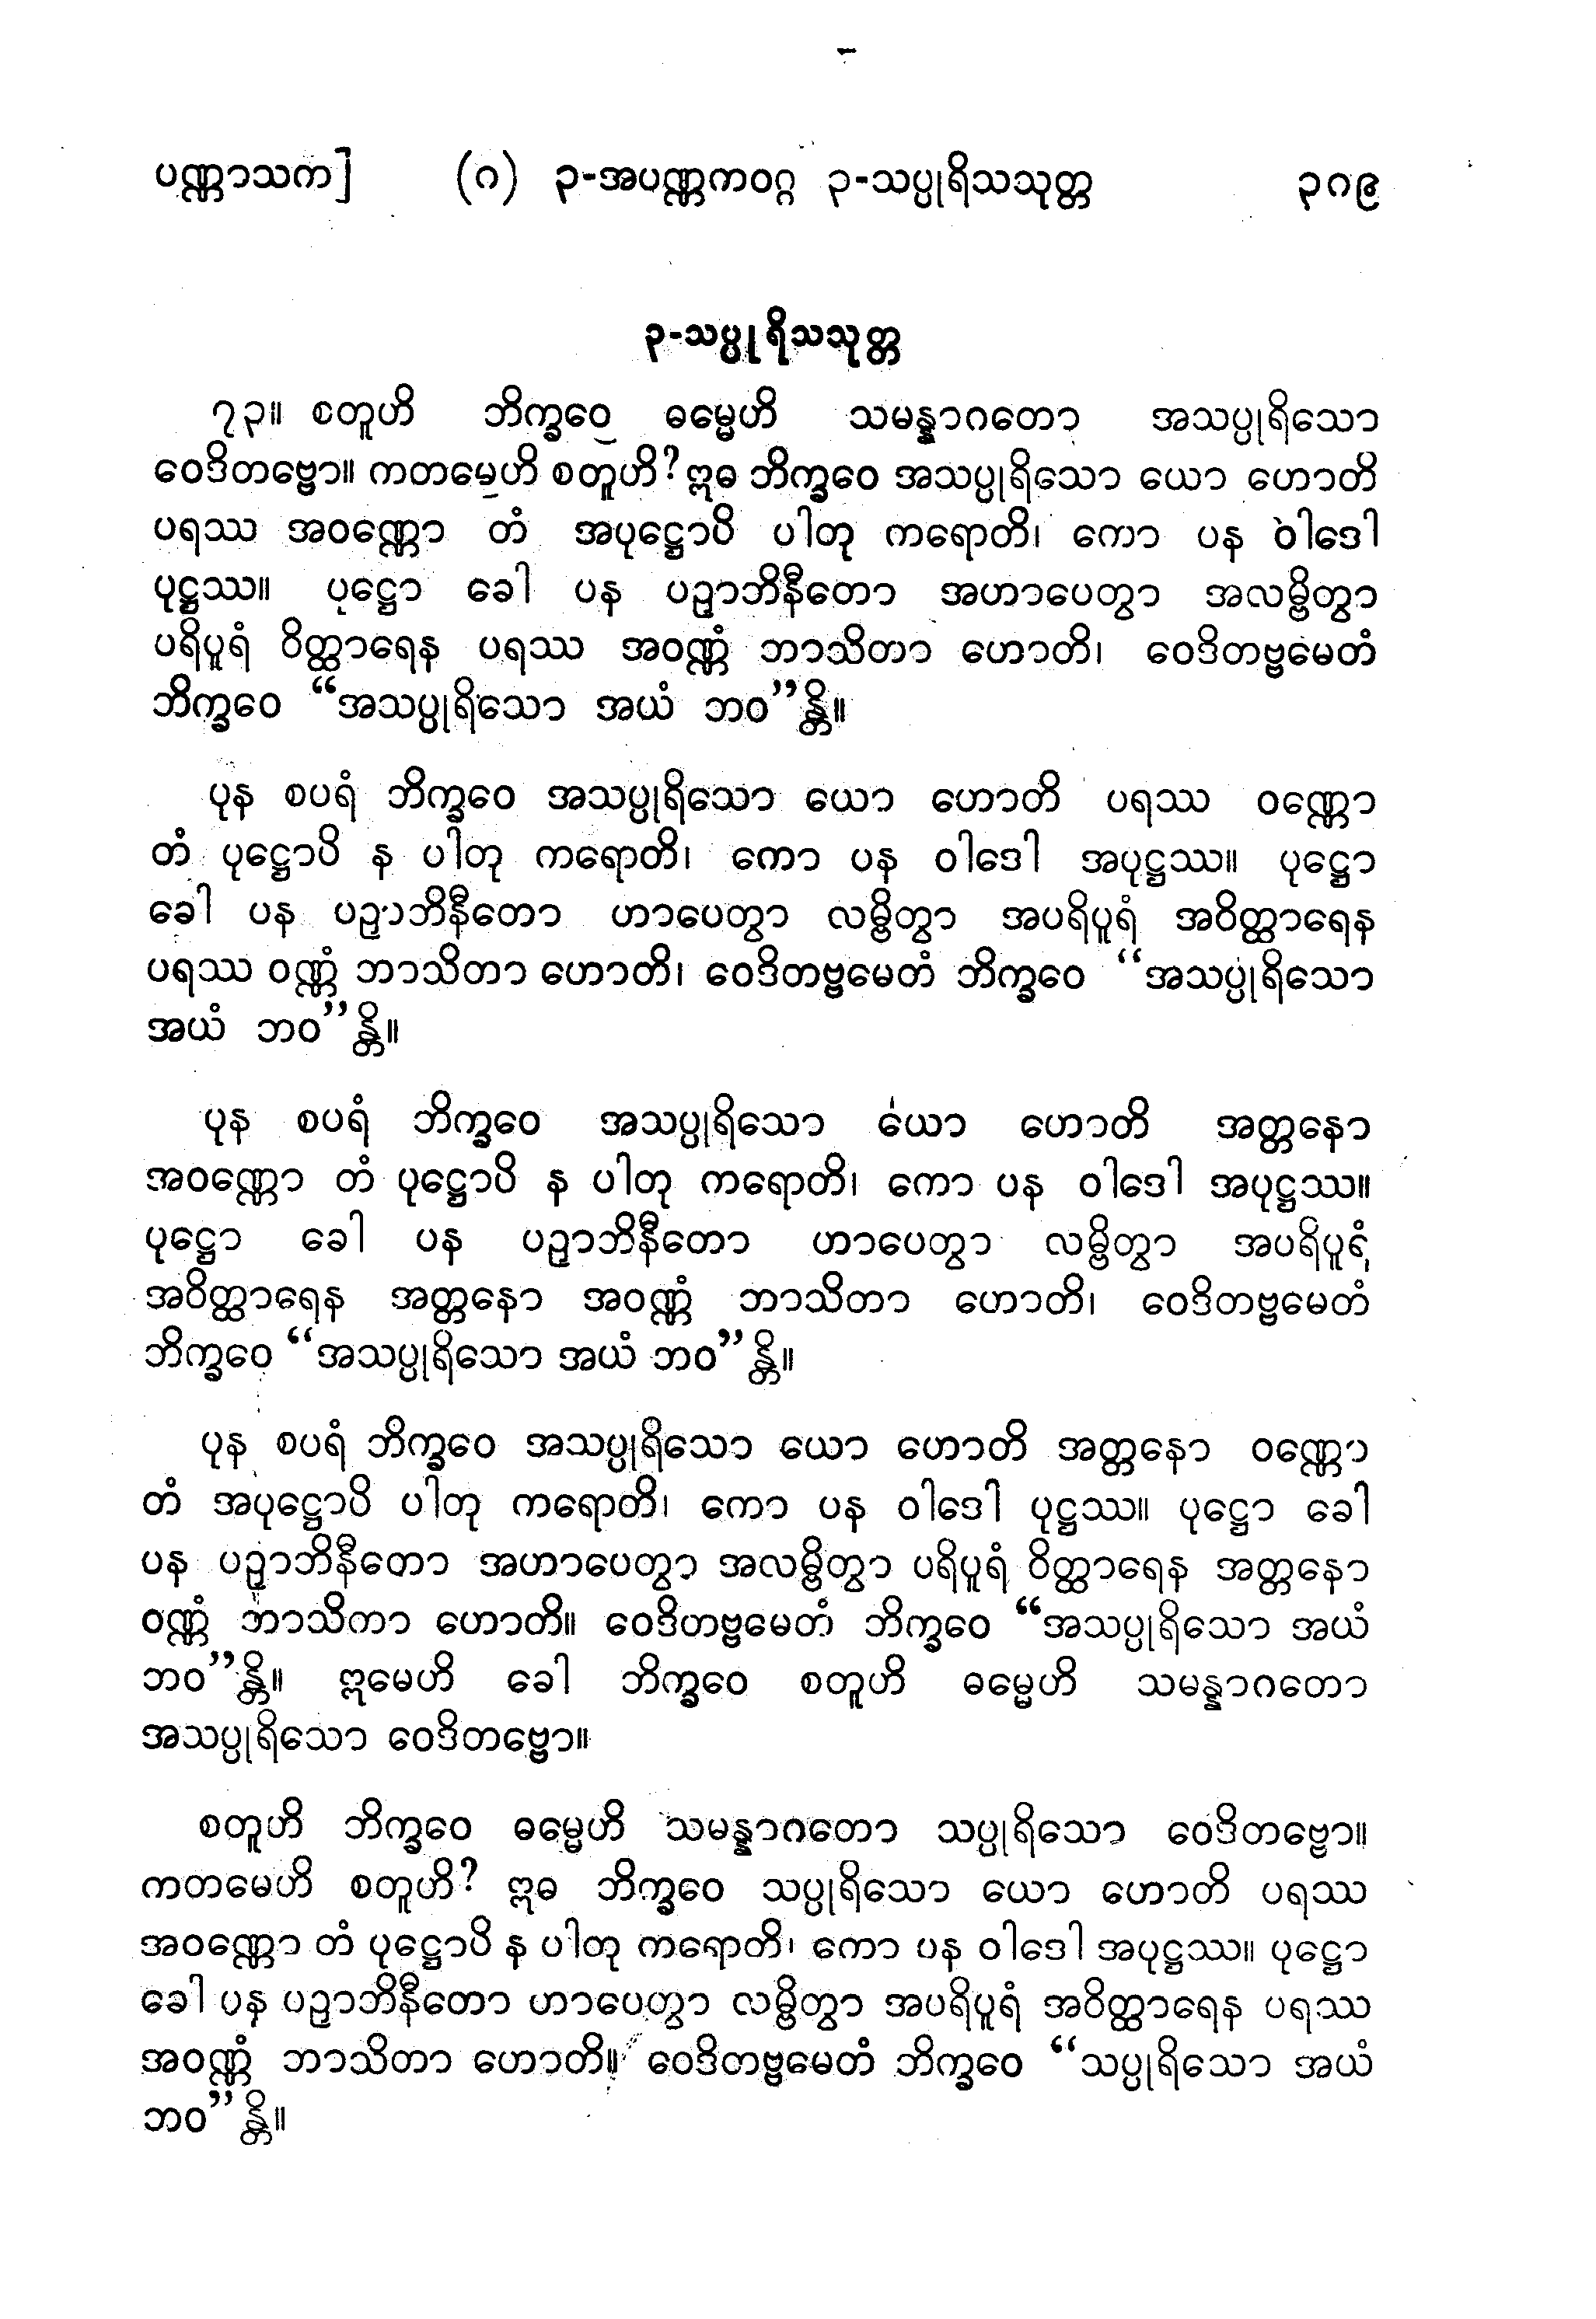 ပဏ္ဏာသက] (ဂ) ၃-အပဏ္ဏကဝဂ္ဂ ၃-သပ္ပုရိသသုတ္တ ၃၁၉
၃-သပ္ပုရိသသုတ္တ
၇၃။ စတူဟိ ဘိက္ခဝေ ဓမ္မေဟိ သမန္နာဂတော အသပ္ပုရိသော
ဝေဒိတဗ္ဗော။ ကတမေဟိ စတူဟိ? ဣဓ ဘိက္ခဝေ အသပ္ပုရိသော ယော ဟောတိ
ပရဿ အဝဏ္ဏော တံ အပုဋ္ဌောပိ ပါတု ကရောတိ၊ ကော ပန ဝါဒေါ
ပုဋ္ဌဿ။ ပုဋ္ဌော ခေါ ပန ပဉှာဘိနီတော အဟာပေတွာ အလမ္ဗိတွာ
ပရိပူရံ ဝိတ္ထာရေန ပရဿ အဝဏ္ဏံ ဘာသိတာ ဟောတိ၊ ဝေဒိတဗ္ဗမေတံ
ဘိက္ခဝေ “အသပ္ပုရိသော အယံ ဘဝ”န္တိ။
ပုန စပရံ ဘိက္ခဝေ အသပ္ပုရိသော ယော ဟောတိ ပရဿ ဝဏ္ဏော
တံ ပုဋ္ဌောပိ န ပါတု ကရောတိ၊ ကော ပန ဝါဒေါ အပုဋ္ဌဿ။ ပုဋ္ဌော
ခေါ ပန ပဉှာဘိနီတော ဟာပေတွာ လမ္ဗိတွာ အပရိပူရံ အဝိတ္ထာရေန
ပရဿ ဝဏ္ဏံ ဘာသိတာ ဟောတိ၊ ဝေဒိတဗ္ဗမေတံ ဘိက္ခဝေ “အသပ္ပုရိသော
အယံ ဘဝ”န္တိ။
ပုန စပရံ ဘိက္ခဝေ အသပ္ပုရိသော ယော ဟောတိ အတ္တနော
အဝဏ္ဏော တံ ပုဋ္ဌောပိ န ပါတု ကရောတိ၊ ကော ပန ဝါဒေါ အပုဋ္ဌဿ။
ပုဋ္ဌော ခေါ ပန ပဉှာဘိနီတော ဟာပေတွာ လမ္ဗိတွာ အပရိပူရံ
အဝိတ္ထာရေန အတ္တနော အဝဏ္ဏံ ဘာသိတာ ဟောတိ၊ ဝေဒိတဗ္ဗမေတံ
ဘိက္ခဝေ “အသပ္ပုရိသော အယံ ဘဝ”န္တိ။
ပုန စပရံ ဘိက္ခဝေ အသပ္ပုရိသော ယော ဟောတိ အတ္တနော ဝဏ္ဏော
တံ အပုဋ္ဌောပိ ပါတု ကရောတိ၊ ကော ပန ဝါဒေါ ပုဋ္ဌဿ။ ပုဋ္ဌော ခေါ
ပန ပဉှာဘိနီတော အဟာပေတွာ အလမ္ဗိတွာ ပရိပူရံ ဝိတ္ထာရေန အတ္တနော
ဝဏ္ဏံ ဘာသိကာ ဟောတိ။ ဝေဒိတဗ္ဗမေတံ ဘိက္ခဝေ “အသပ္ပုရိသော အယံ
ဘဝ”န္တိ။ ဣမေဟိ ခေါ ဘိက္ခဝေ စတူဟိ ဓမ္မေဟိ သမန္နာဂတော
အသပ္ပုရိသော ဝေဒိတဗ္ဗော။
စတူဟိ ဘိက္ခဝေ ဓမ္မေဟိ သမန္နာဂတော သပ္ပုရိသော ဝေဒိတဗ္ဗော။
ကတမေဟိ စတူဟိ? ဣဓ ဘိက္ခဝေ သပ္ပုရိသော ယော ဟောတိ ပရဿ
အဝဏ္ဏော တံ ပုဋ္ဌောပိ န ပါတု ကရောတိ၊ ကော ပန ဝါဒေါ အပုဋ္ဌဿ။ ပုဋ္ဌော
ခေါ ပန ပဉှာဘိနီတော ဟာပေတွာ လမ္ဗိတွာ အပရိပူရံ အဝိတ္ထာရေန ပရဿ
အဝဏ္ဏံ ဘာသိတာ ဟောတိ။ ဝေဒိတဗ္ဗမေတံ ဘိက္ခဝေ “သပ္ပုရိသော အယံ
ဘဝ”န္တိ။